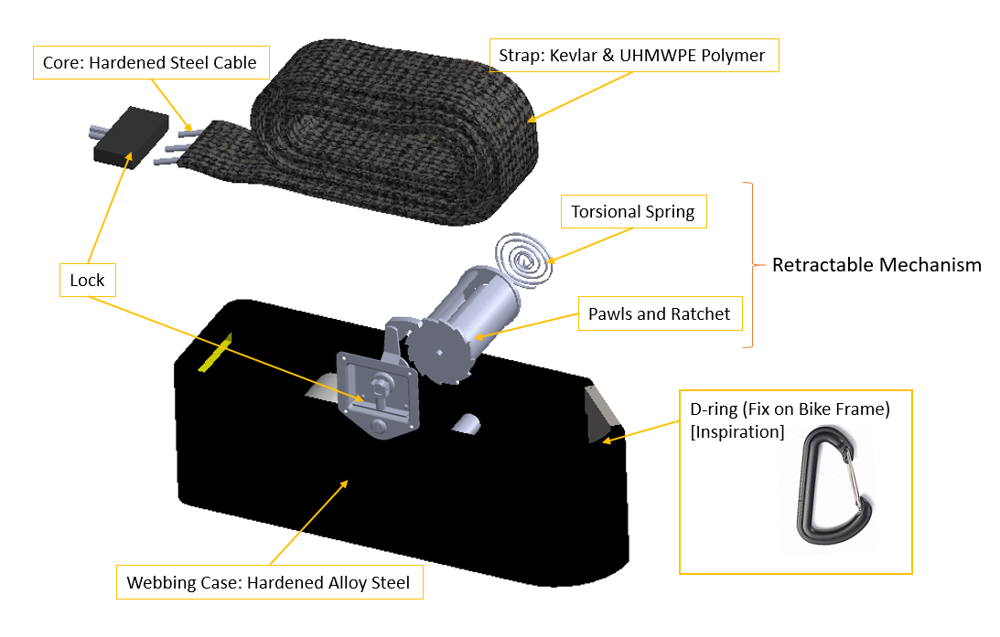 Core: Hardened Steel Cable
Strap: Kevlar & UHMWPE Polymer
Torsional Spring
Retractable Mechanism
Lock
Pawls and Ratchet
D-ring (Fix on Bike Frame)
[Inspiration]
Webbing Case: Hardened Alloy Steel